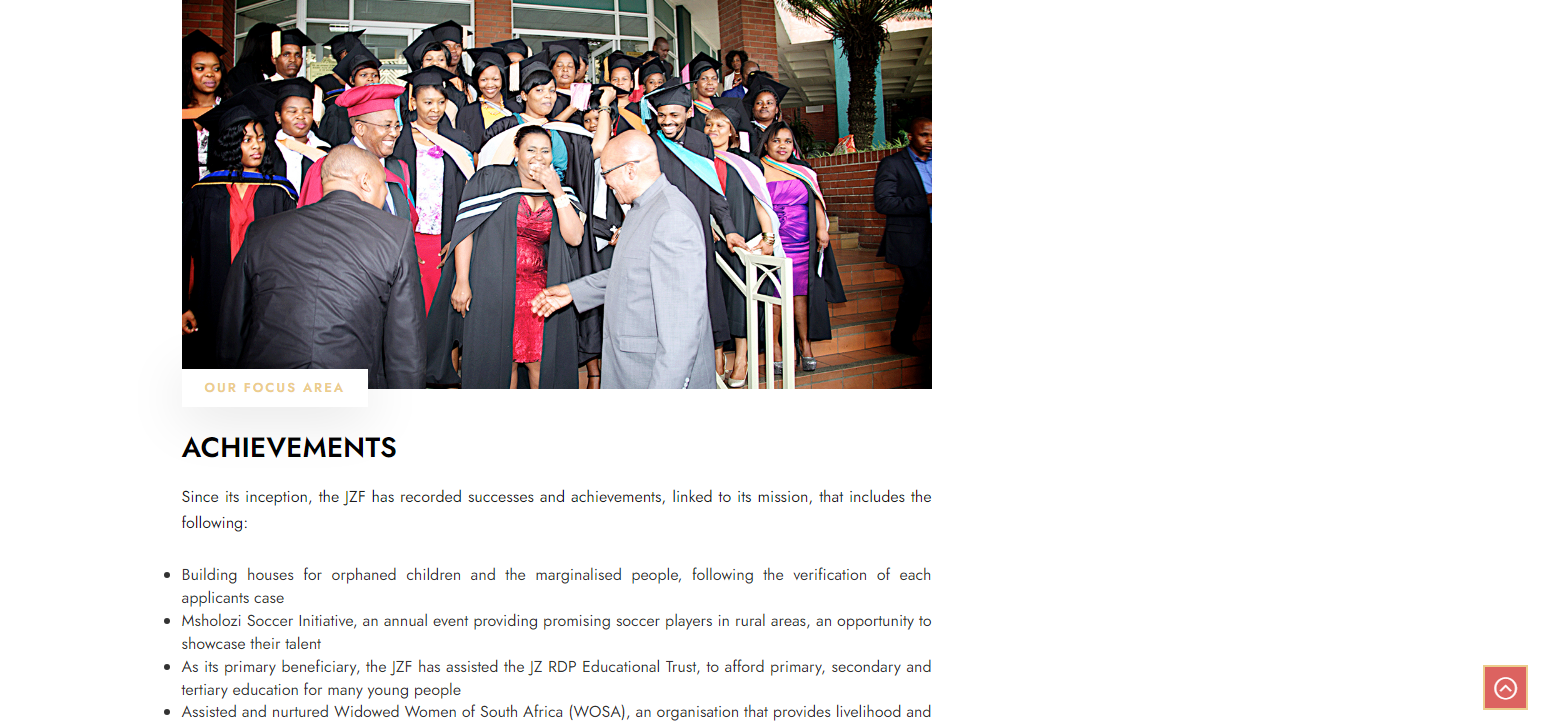 OUR FOCUS AREA
ACHIEVEMENTS
Since its inception, the JZF has recorded successes and achievements, linked to its mission, that includes the
following:
Building houses for orphaned children and the marginalised people, following the verification of each
applicants case
Msholozi Soccer Initiative, an annual event providing promising soccer players in rural areas, an opportunity to
showcase their talent
As its primary beneficiary, the JZF has assisted the JZ RDP Educational Trust, to afford primary, secondary and
tertiary education for many young people
Assisted and nurtured Widowed Women of South Africa (WOSA), an organisation that provides livelihood and